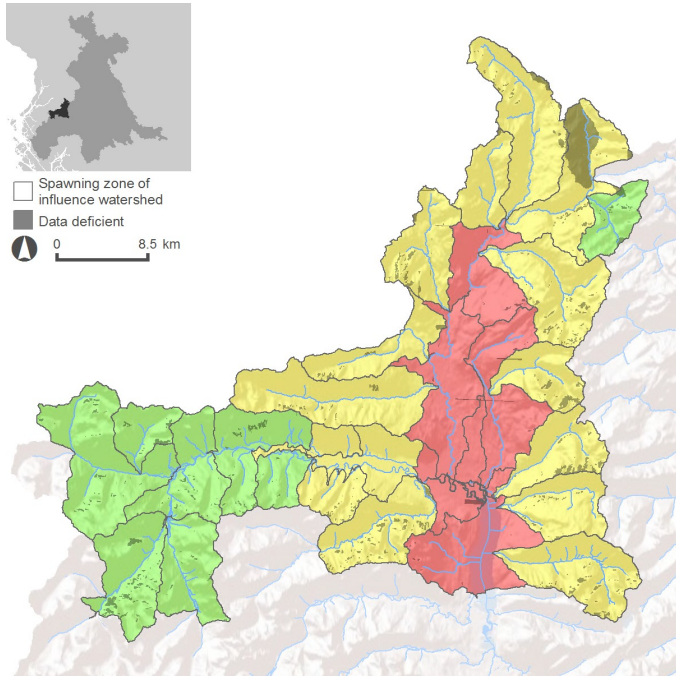 Spawning zone of
influence watershed
Data deficient
0 8.5 km